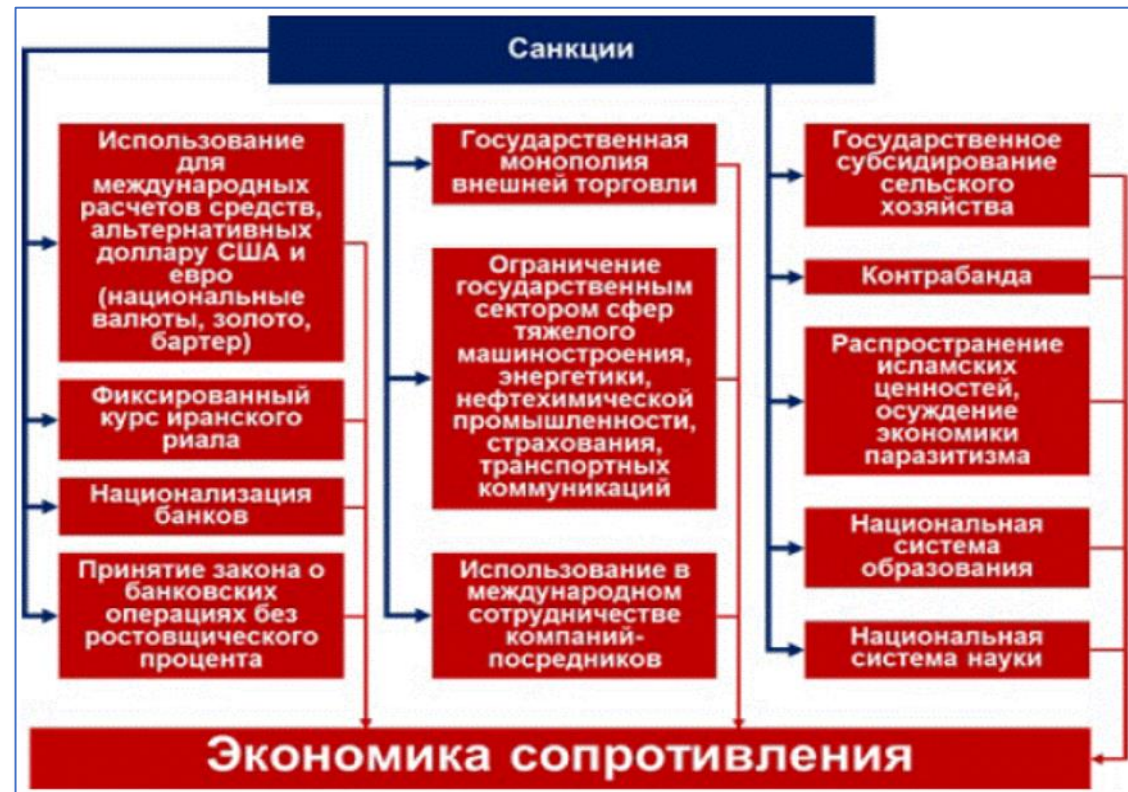 Санкции
Использование
для
международных
расчетов средств,
альтернативных
доллару США и
евро
(национальные
валюты, золото,
бартер)
Фиксированный
курс иранского
риала
Национализация
банков
Принятие закона о
банковских
операциях без
ростовщического
процента
Государственная
монополия
внешней торговли
Ограничение
государственным
сектором сфер
тяжелого
машиностроения,
энергетики,
нефтехимической
промышленности,
страхования,
транспортных
коммуникаций
Использование в
международном
сотрудничестве
компаний-
посредников
Государственное
субсидирование
сельского
хозяйства
Контрабанда
Распространение
исламских
ценностей,
осуждение
экономики
паразитизма
Национальная
система
образования
Национальная
система науки
Экономика сопротивления